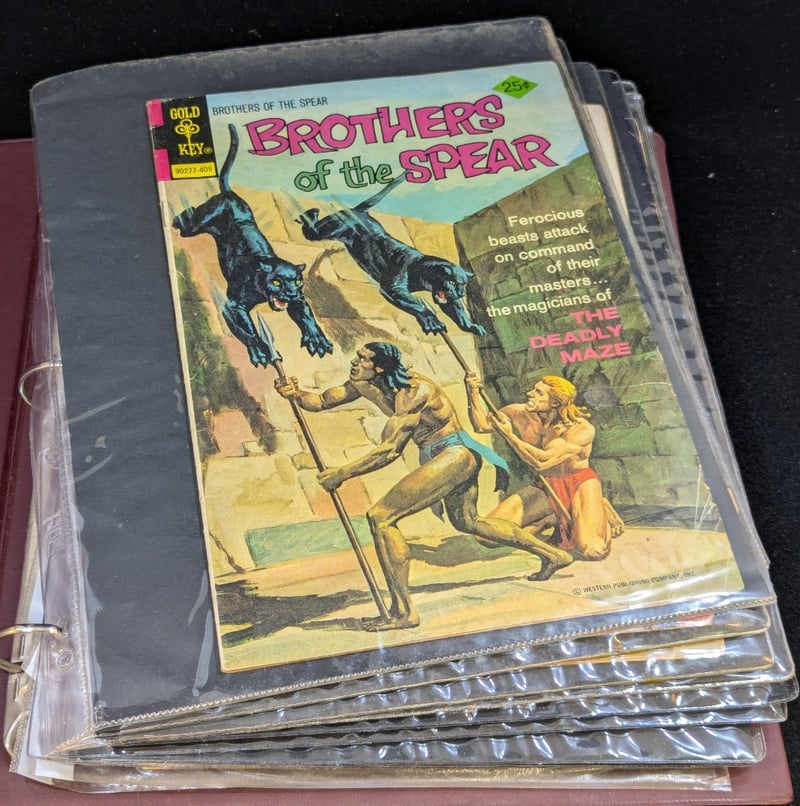 GOLD
KEY®
90277-409
BROTHERS OF THE SPEAR
25¢
BROTHERS
of the SPEAR
Ferocious
beasts attack
on command
of their
masters...
the magicians of
THE
DEADLY
MAZE
© WESTERN PUBLISHING COMPANY, INC.